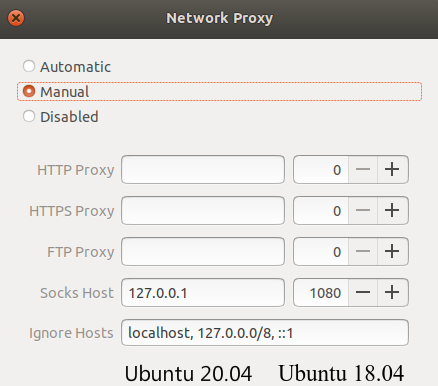 Network Proxy
Automatic
Manual
Disabled
HTTP Proxy 0
HTTPS Proxy 0
FTP Proxy 0
Socks Host 127.0.0.1 1080
Ignore Hosts localhost, 127.0.0.0/8, ::1
Ubuntu 20.04 Ubuntu 18.04